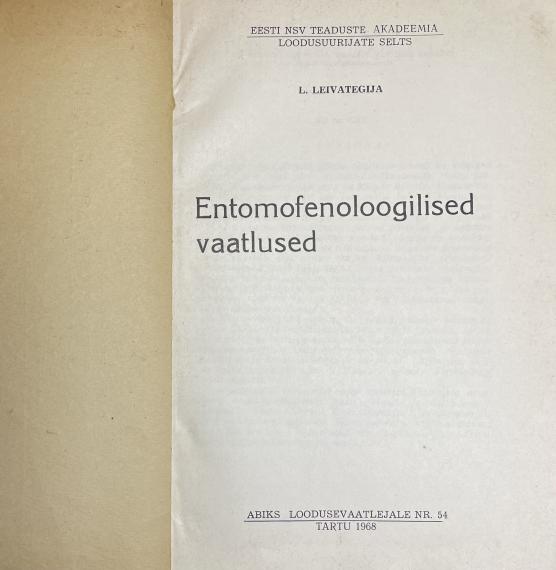 EESTI NSV TEADUSTE AKADEEMIA
LOODUSUURIJATE SELTS
L. LEIVATEGIJA
Entomofenoloogilised
vaatlused
ABIKS LOODUSEVAATLEJALE NR. 54
TARTU 1968